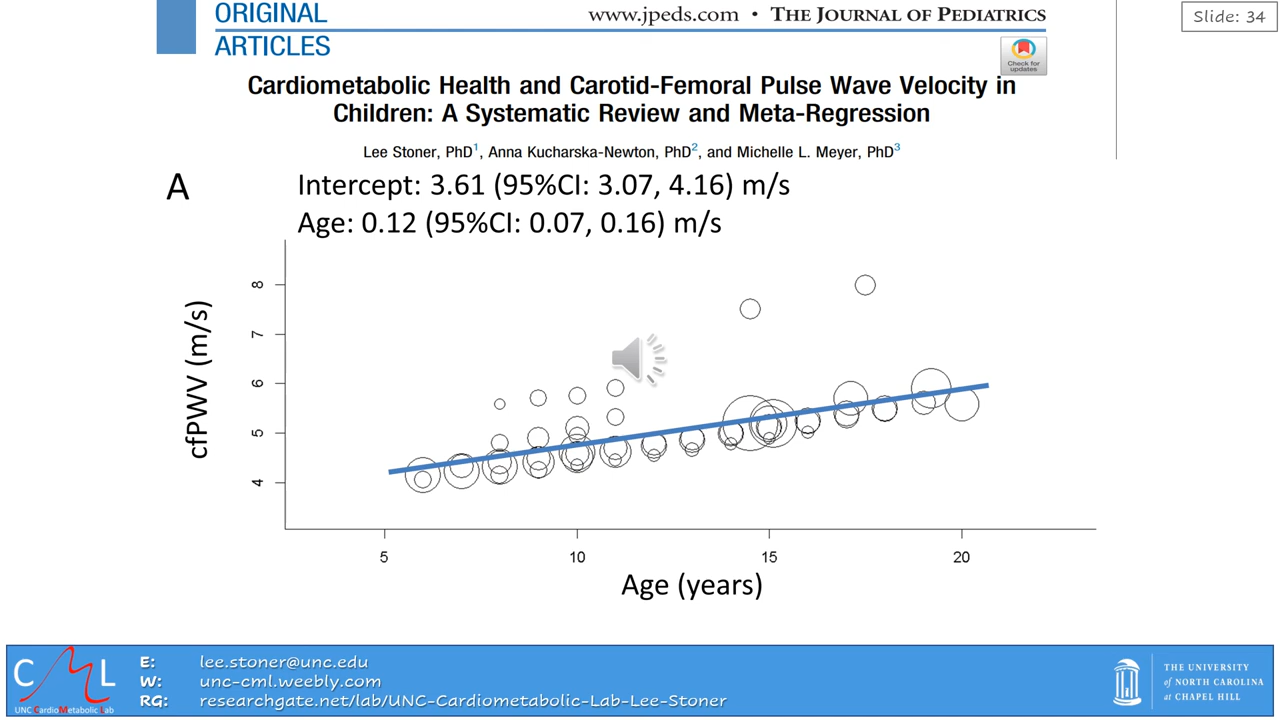 ORIGINAL
ARTICLES
www.jpeds.com • THE JOURNAL OF PEDIATRICS
Slide: 34
Check for
updates
Cardiometabolic Health and Carotid-Femoral Pulse Wave Velocity in
Children: A Systematic Review and Meta-Regression
Lee Stoner, PhD1, Anna Kucharska-Newton, PhD2, and Michelle L. Meyer, PhD3
A
Intercept: 3.61 (95%CI: 3.07, 4.16) m/s
Age: 0.12 (95%CI: 0.07, 0.16) m/s
cfPWV (m/s)
8
7
6
5
4
5 10 15 20
Age (years)
C M L
UNC CardioMetabolic Lab
E: lee.stoner@unc.edu
W: unc-cml.weebly.com
RG: researchgate.net/lab/UNC-Cardiometabolic-Lab-Lee-Stoner
THE UNIVERSITY
of NORTH CAROLINA
at CHAPEL HILL